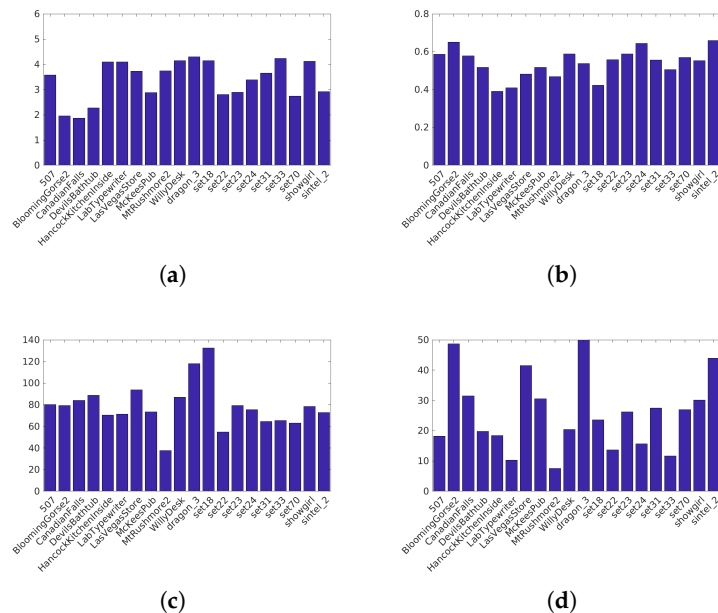 6
5
4
3
2
1
0
507
BloomingGorse2
CanadianFalls
DevilsBathtub
HancockKitchenInside
LabTypewriter
LasVegasStore
McKeesPub
MtRushmore2
WillyDesk
dragon_3
set18
set22
set23
set24
set31
set33
set70
showgirl
sintel_2
(a)
0.8
0.6
0.4
0.2
0
507
BloomingGorse2
CanadianFalls
DevilsBathtub
HancockKitchenInside
LabTypewriter
LasVegasStore
McKeesPub
MtRushmore2
WillyDesk
dragon_3
set18
set22
set23
set24
set31
set33
set70
showgirl
sintel_2
(b)
140
120
100
80
60
40
20
0
507
BloomingGorse2
CanadianFalls
DevilsBathtub
HancockKitchenInside
LabTypewriter
LasVegasStore
McKeesPub
MtRushmore2
WillyDesk
dragon_3
set18
set22
set23
set24
set31
set33
set70
showgirl
sintel_2
(c)
50
40
30
20
10
0
507
BloomingGorse2
CanadianFalls
DevilsBathtub
HancockKitchenInside
LabTypewriter
LasVegasStore
McKeesPub
MtRushmore2
WillyDesk
dragon_3
set18
set22
set23
set24
set31
set33
set70
showgirl
sintel_2
(d)